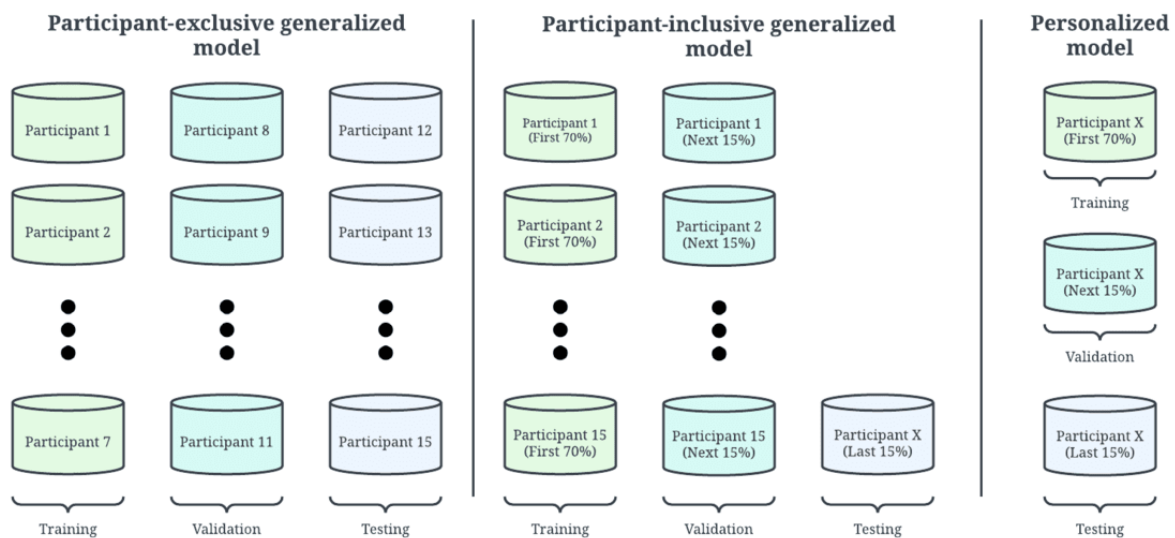 Participant-exclusive generalized
model
Participant 1
Participant 8
Participant 12
Participant 2
Participant 9
Participant 13
Participant 7
Participant 11
Participant 15
Training
Validation
Testing
Participant-inclusive generalized
model
Participant 1
(First 70%)
Participant 1
(Next 15%)
Participant 2
(First 70%)
Participant 2
(Next 15%)
Participant 15
(First 70%)
Participant 15
(Next 15%)
Participant X
(Last 15%)
Training
Validation
Testing
Personalized
model
Participant X
(First 70%)
Training
Participant X
(Next 15%)
Validation
Participant X
(Last 15%)
Testing